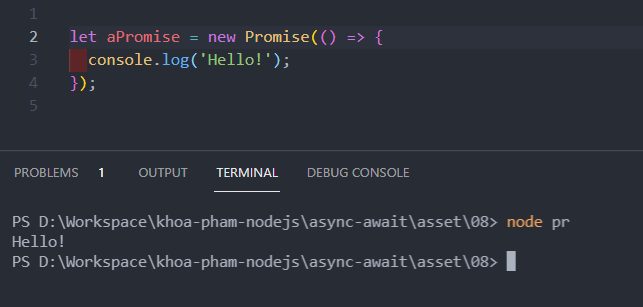 1
2 let aPromise = new Promise(() => {
3 console.log('Hello!');
4 });
5
PROBLEMS 1 OUTPUT TERMINAL DEBUG CONSOLE
PS D:\Workspace\khoa-pham-nodejs\async-await\asset\08> node pr
Hello!
PS D:\Workspace\khoa-pham-nodejs\async-await\asset\08>